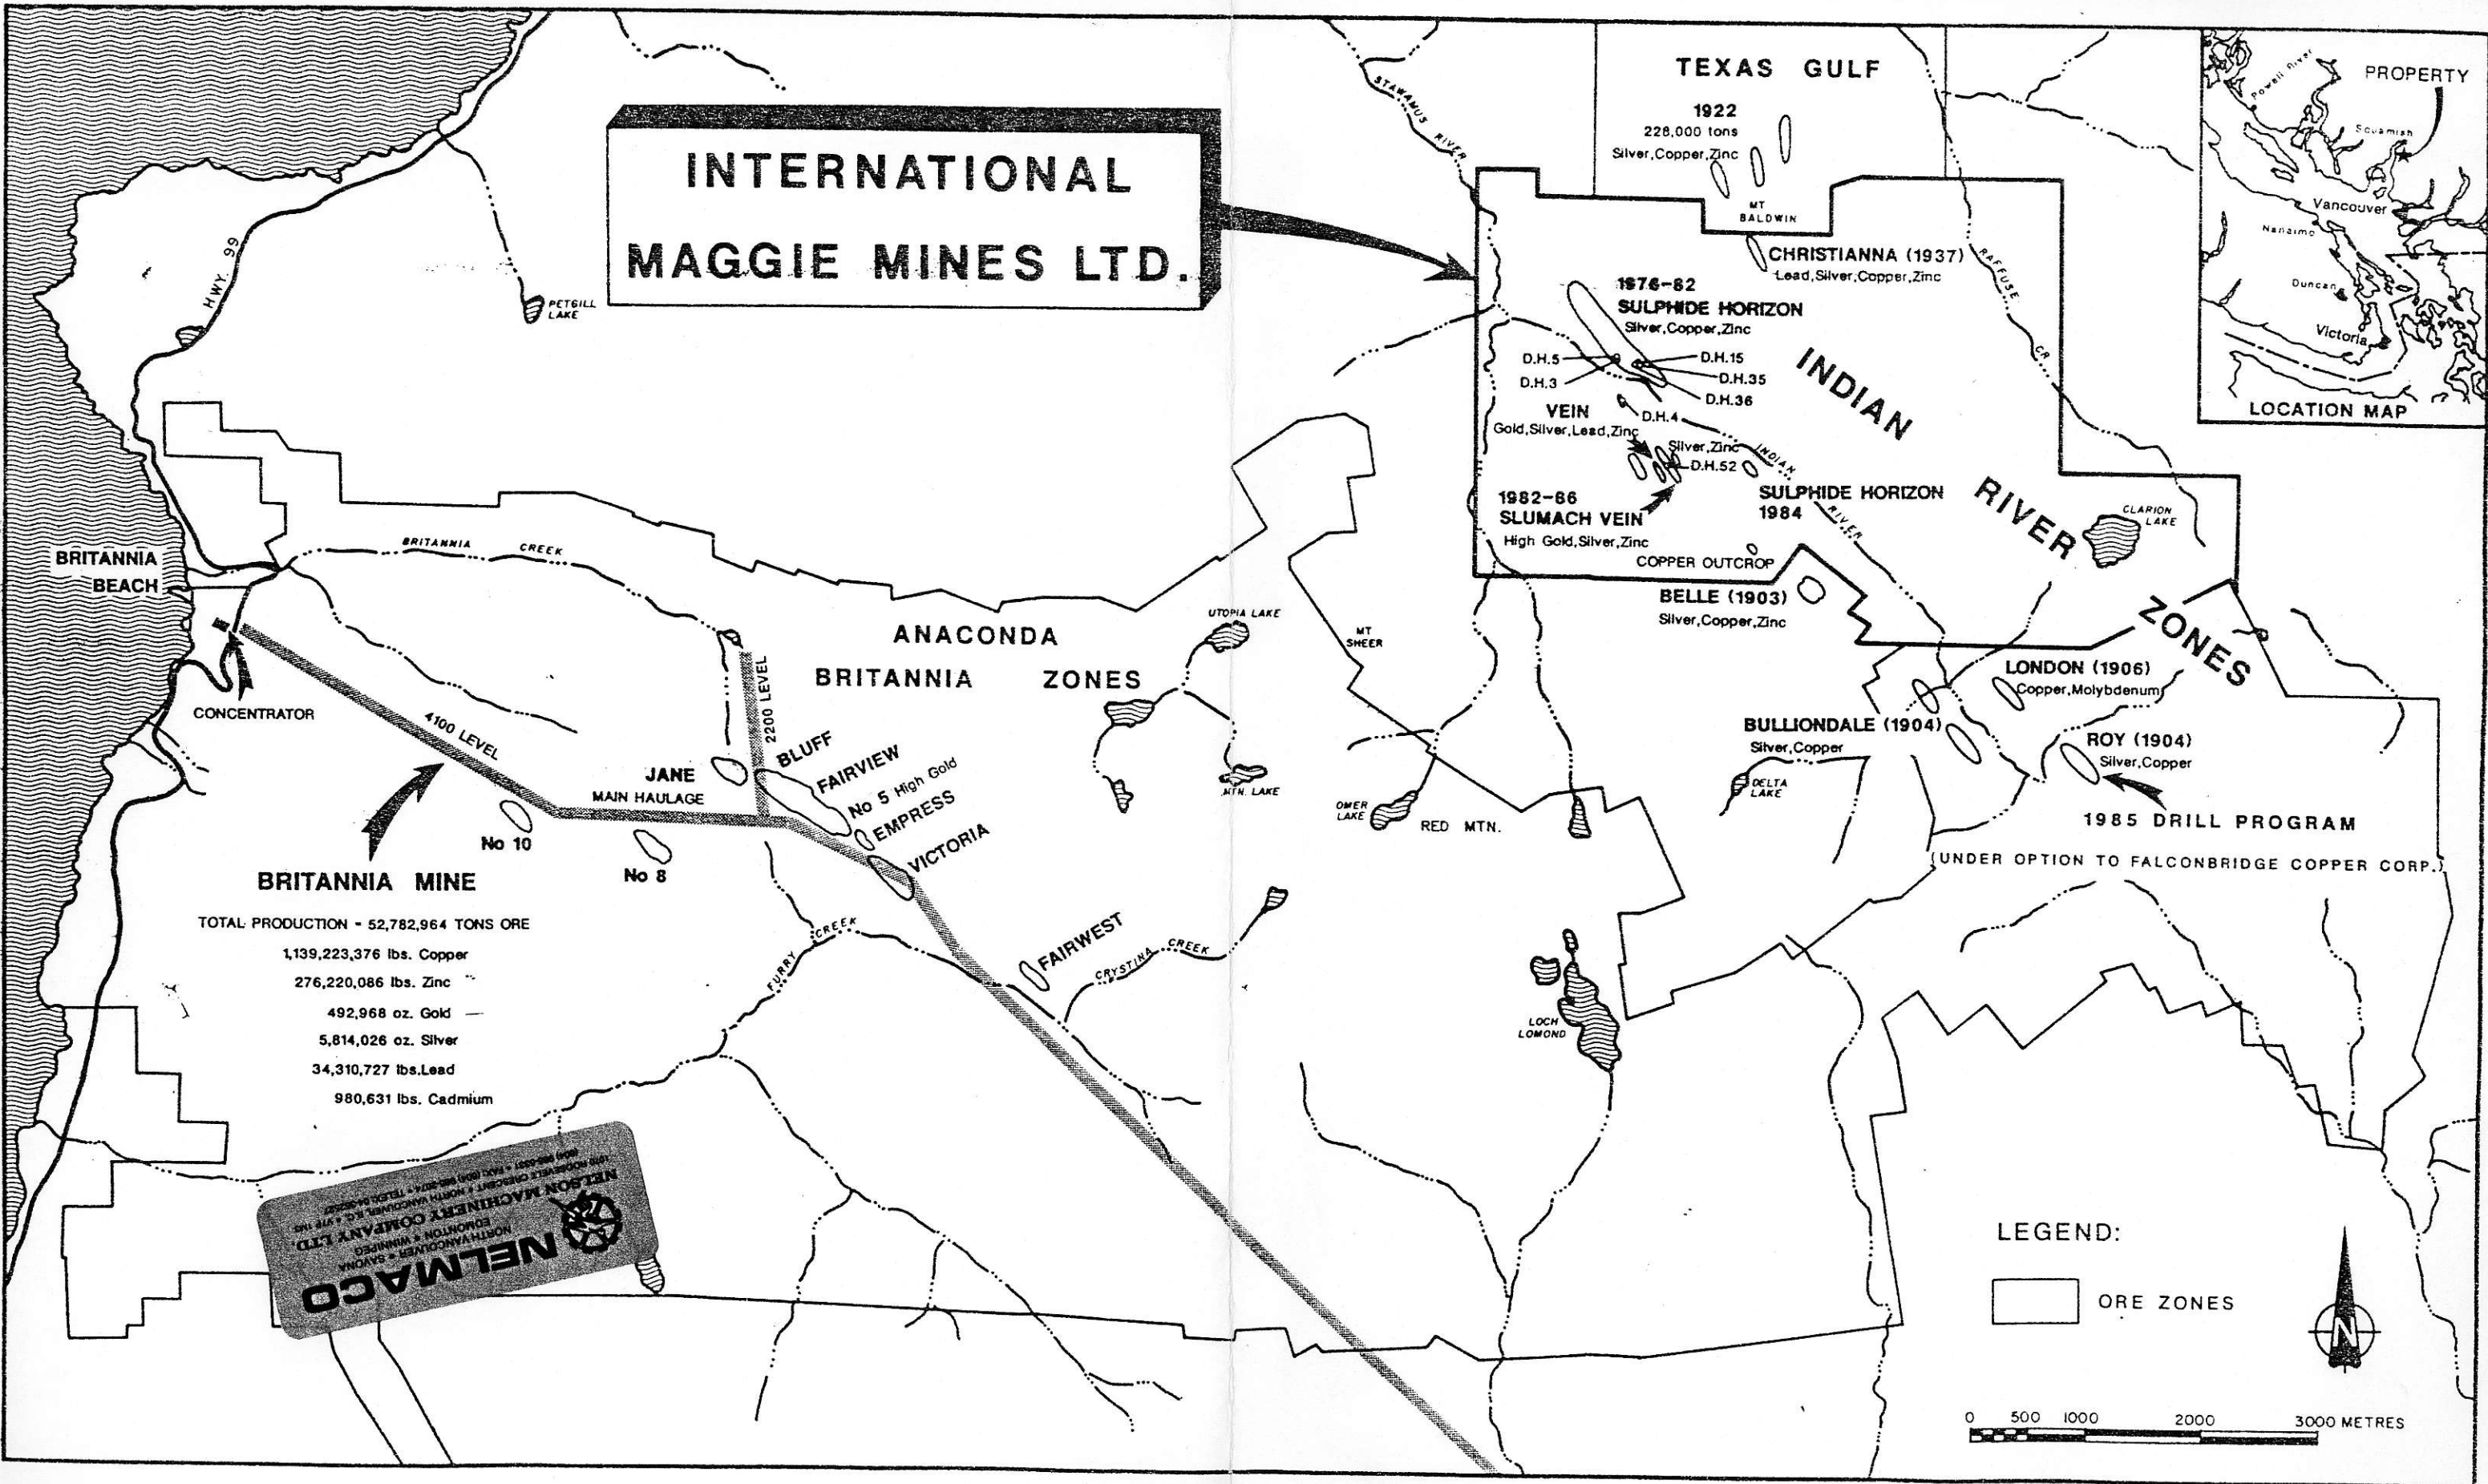 INTERNATIONAL
MAGGIE MINES LTD.
TEXAS GULF
1922
228,000 tons
Silver,Copper,Zinc
MT
BALDWIN
STAWAMUS RIVER
RAFFUSE CR.
CHRISTIANNA (1937)
Lead,Silver,Copper,Zinc
1976-82
SULPHIDE HORIZON
Silver,Copper,Zinc
D.H.5
D.H.3
D.H.15
D.H.35
D.H.36
D.H.4
VEIN
Gold,Silver,Lead,Zinc
Silver,Zinc
D.H.52
1982-86
SLUMACH VEIN
High Gold,Silver,Zinc
SULPHIDE HORIZON
1984
INDIAN RIVER
COPPER OUTCROP
INDIAN
RIVER
ZONES
CLARION
LAKE
BELLE (1903)
Silver,Copper,Zinc
LONDON (1906)
Copper,Molybdenum
BULLIONDALE (1904)
Silver,Copper
ROY (1904)
Silver,Copper
DELTA
LAKE
1985 DRILL PROGRAM
(UNDER OPTION TO FALCONBRIDGE COPPER CORP.)
PROPERTY
Powell River
Squamish
Vancouver
Nanaimo
Duncan
Victoria
LOCATION MAP
HWY. 99
PETGILL
LAKE
BRITANNIA
BEACH
BRITANNIA CREEK
CONCENTRATOR
4100 LEVEL
2200 LEVEL
ANACONDA
BRITANNIA ZONES
UTOPIA LAKE
MT
SHEER
MTN. LAKE
OMER
LAKE
RED MTN.
JANE
MAIN HAULAGE
BLUFF
FAIRVIEW
No 5 High Gold
EMPRESS
VICTORIA
No 10
No 8
FAIRWEST
FURRY CREEK
CRYSTINA CREEK
LOCH
LOMOND
BRITANNIA MINE
TOTAL PRODUCTION - 52,782,964 TONS ORE
1,139,223,376 lbs. Copper
276,220,086 lbs. Zinc
492,968 oz. Gold
5,814,026 oz. Silver
34,310,727 lbs.Lead
980,631 lbs. Cadmium
NELMACO
NORTH VANCOUVER • SAVONA
EDMONTON • WINNIPEG
NELSON MACHINERY COMPANY LTD.
LEGEND:
ORE ZONES
N
0 500 1000 2000 3000 METRES